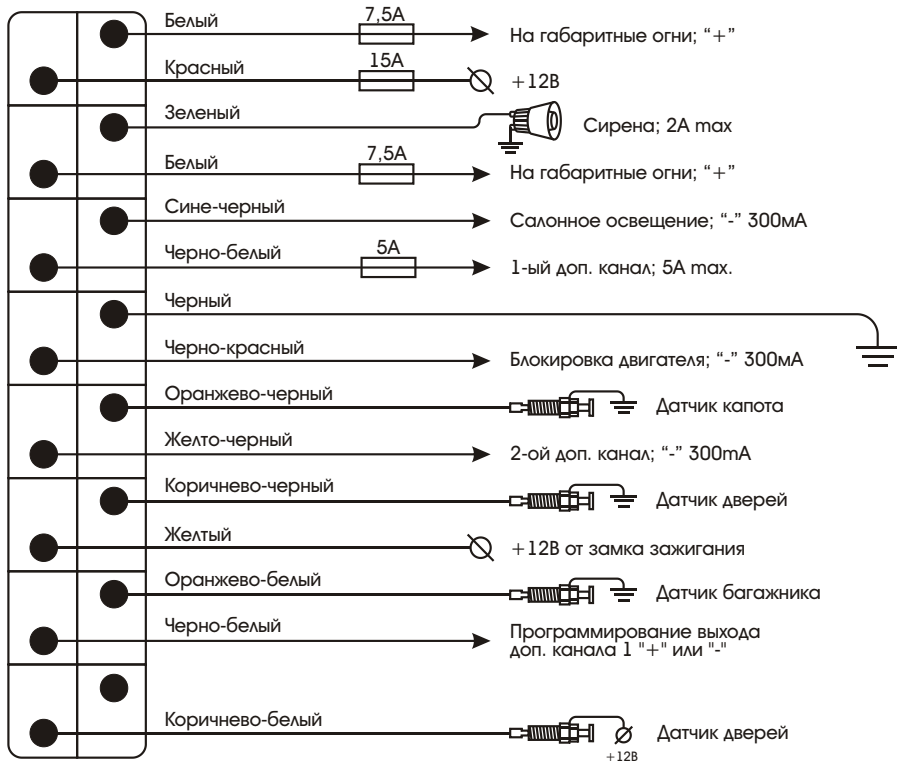 Белый 7,5А На габаритные огни; “+”
Красный 15А +12В
Зеленый Сирена; 2А max
Белый 7,5А На габаритные огни; “+”
Сине-черный Салонное освещение; “-” 300мА
Черно-белый 5А 1-ый доп. канал; 5А max.
Черный
Черно-красный Блокировка двигателя; “-” 300мА
Оранжево-черный Датчик капота
Желто-черный 2-ой доп. канал; “-” 300mA
Коричнево-черный Датчик дверей
Желтый +12В от замка зажигания
Оранжево-белый Датчик багажника
Черно-белый Программирование выхода
доп. канала 1 "+" или "-"
Коричнево-белый Датчик дверей
+12В